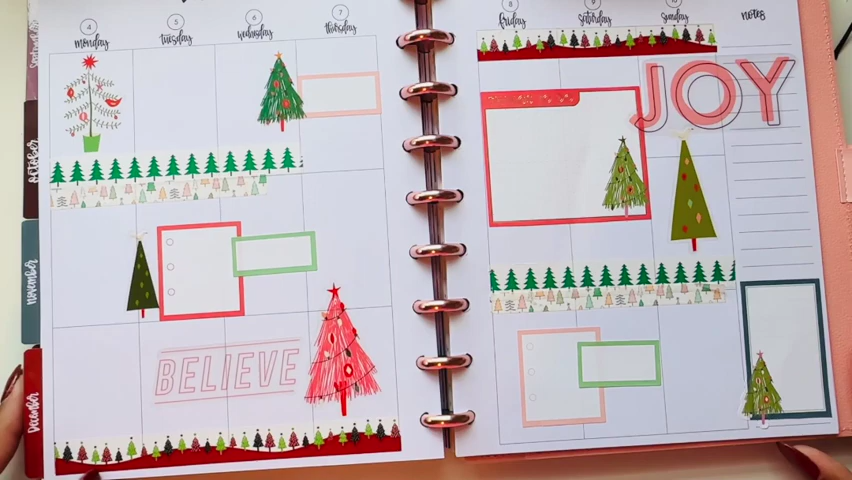 4
monday
5
tuesday
6
wednesday
7
thursday
8
friday
9
saturday
10
sunday
notes
JOY
BELIEVE
October
November
December